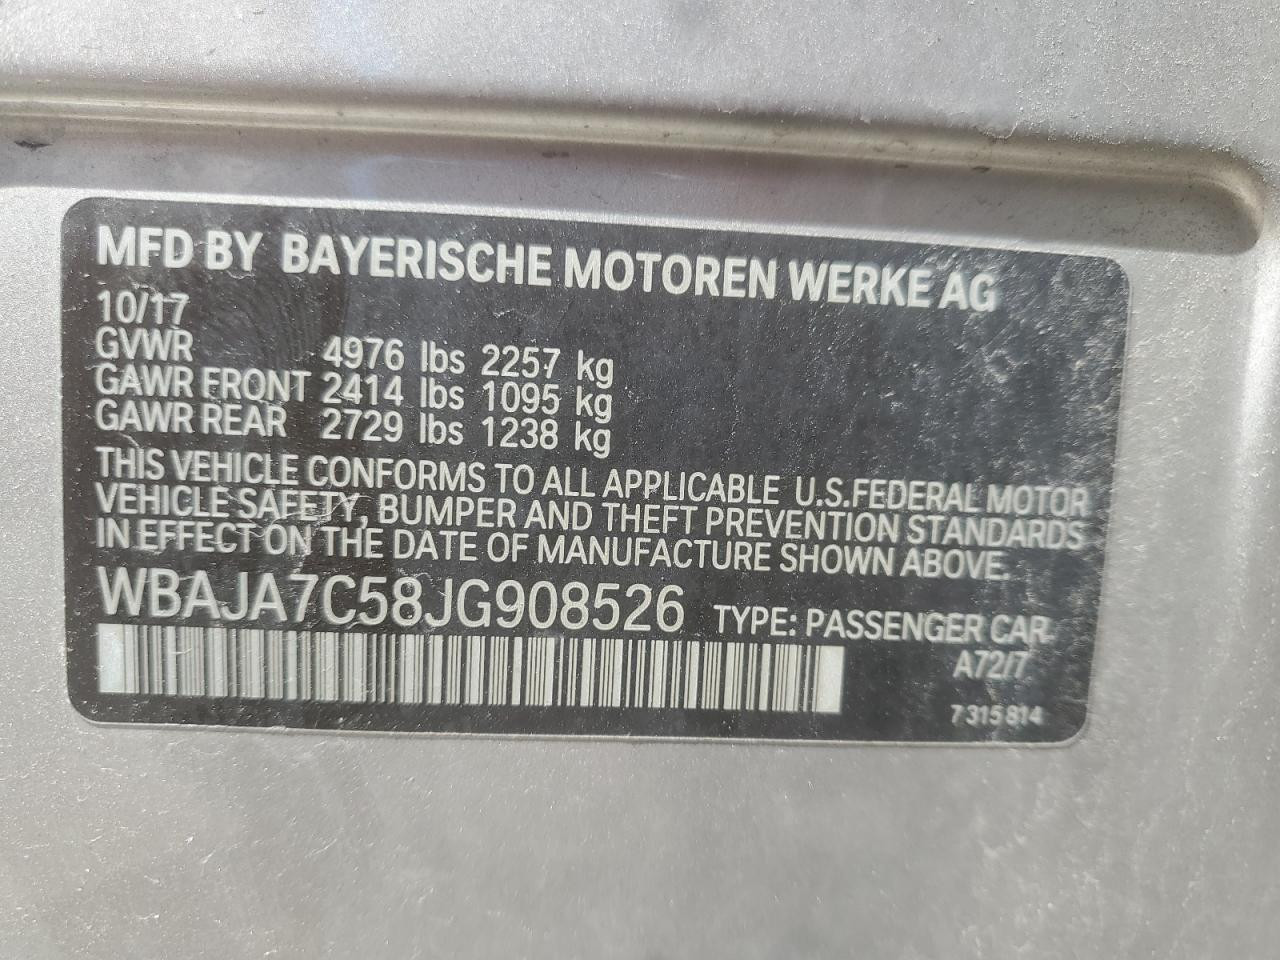 MFD BY BAYERISCHE MOTOREN WERKE AG
10/17
GVWR 4976 lbs 2257 kg
GAWR FRONT 2414 lbs 1095 kg
GAWR REAR 2729 lbs 1238 kg
THIS VEHICLE CONFORMS TO ALL APPLICABLE U.S.FEDERAL MOTOR
VEHICLE SAFETY, BUMPER AND THEFT PREVENTION STANDARDS
IN EFFECT ON THE DATE OF MANUFACTURE SHOWN ABOVE.
WBAJA7C58JG908526 TYPE: PASSENGER CAR
A72/7
7 315 814